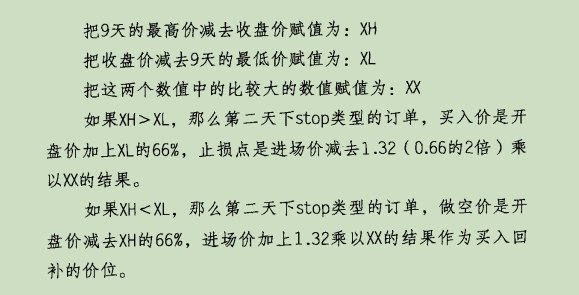 把9天的最高价减去收盘价赋值为：XH
把收盘价减去9天的最低价赋值为：XL
把这两个数值中的比较大的数值赋值为：XX
如果XH＞XL，那么第二天下stop类型的订单，买入价是开
盘价加上XL的66%，止损点是进场价减去1.32（0.66的2倍）乘
以XX的结果。
如果XH＜XL，那么第二天下stop类型的订单，做空价是开
盘价减去XH的66%，进场价加上1.32乘以XX的结果作为买入回
补的价位。